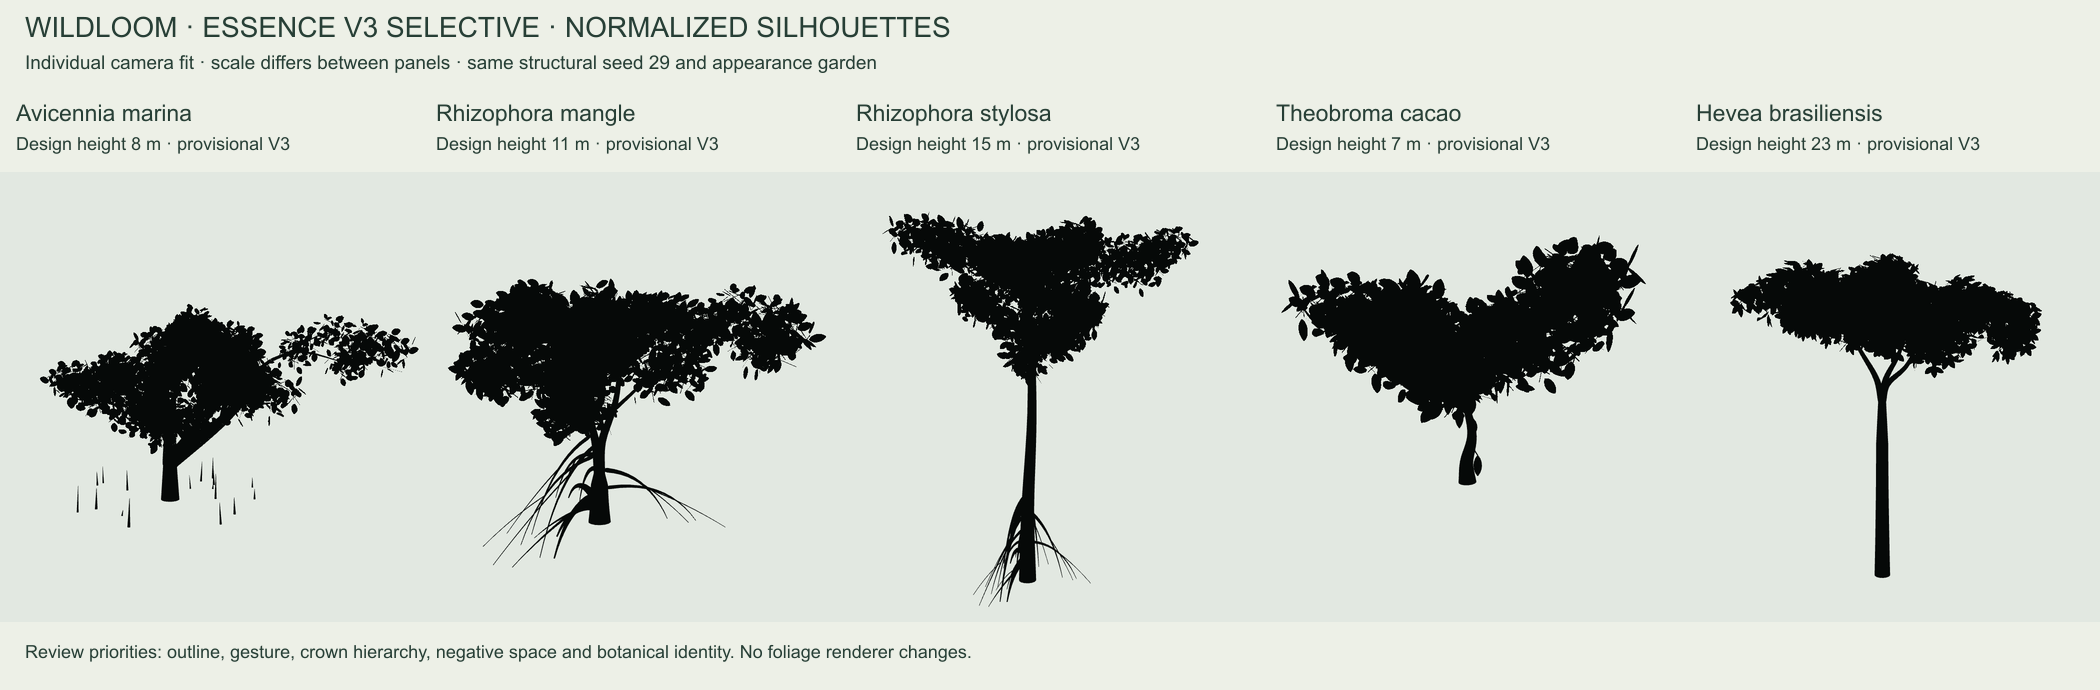 WILDLOOM · ESSENCE V3 SELECTIVE · NORMALIZED SILHOUETTES
Individual camera fit · scale differs between panels · same structural seed 29 and appearance garden
Avicennia marina
Design height 8 m · provisional V3
Rhizophora mangle
Design height 11 m · provisional V3
Rhizophora stylosa
Design height 15 m · provisional V3
Theobroma cacao
Design height 7 m · provisional V3
Hevea brasiliensis
Design height 23 m · provisional V3
Review priorities: outline, gesture, crown hierarchy, negative space and botanical identity. No foliage renderer changes.